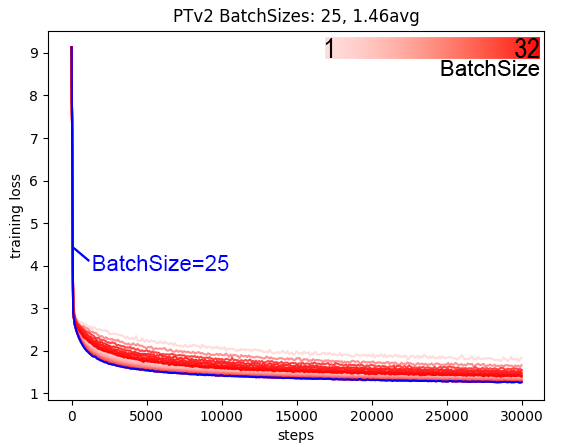 PTv2 BatchSizes: 25, 1.46avg
1 32
BatchSize
BatchSize=25
training loss
9
8
7
6
5
4
3
2
1
0 5000 10000 15000 20000 25000 30000
steps